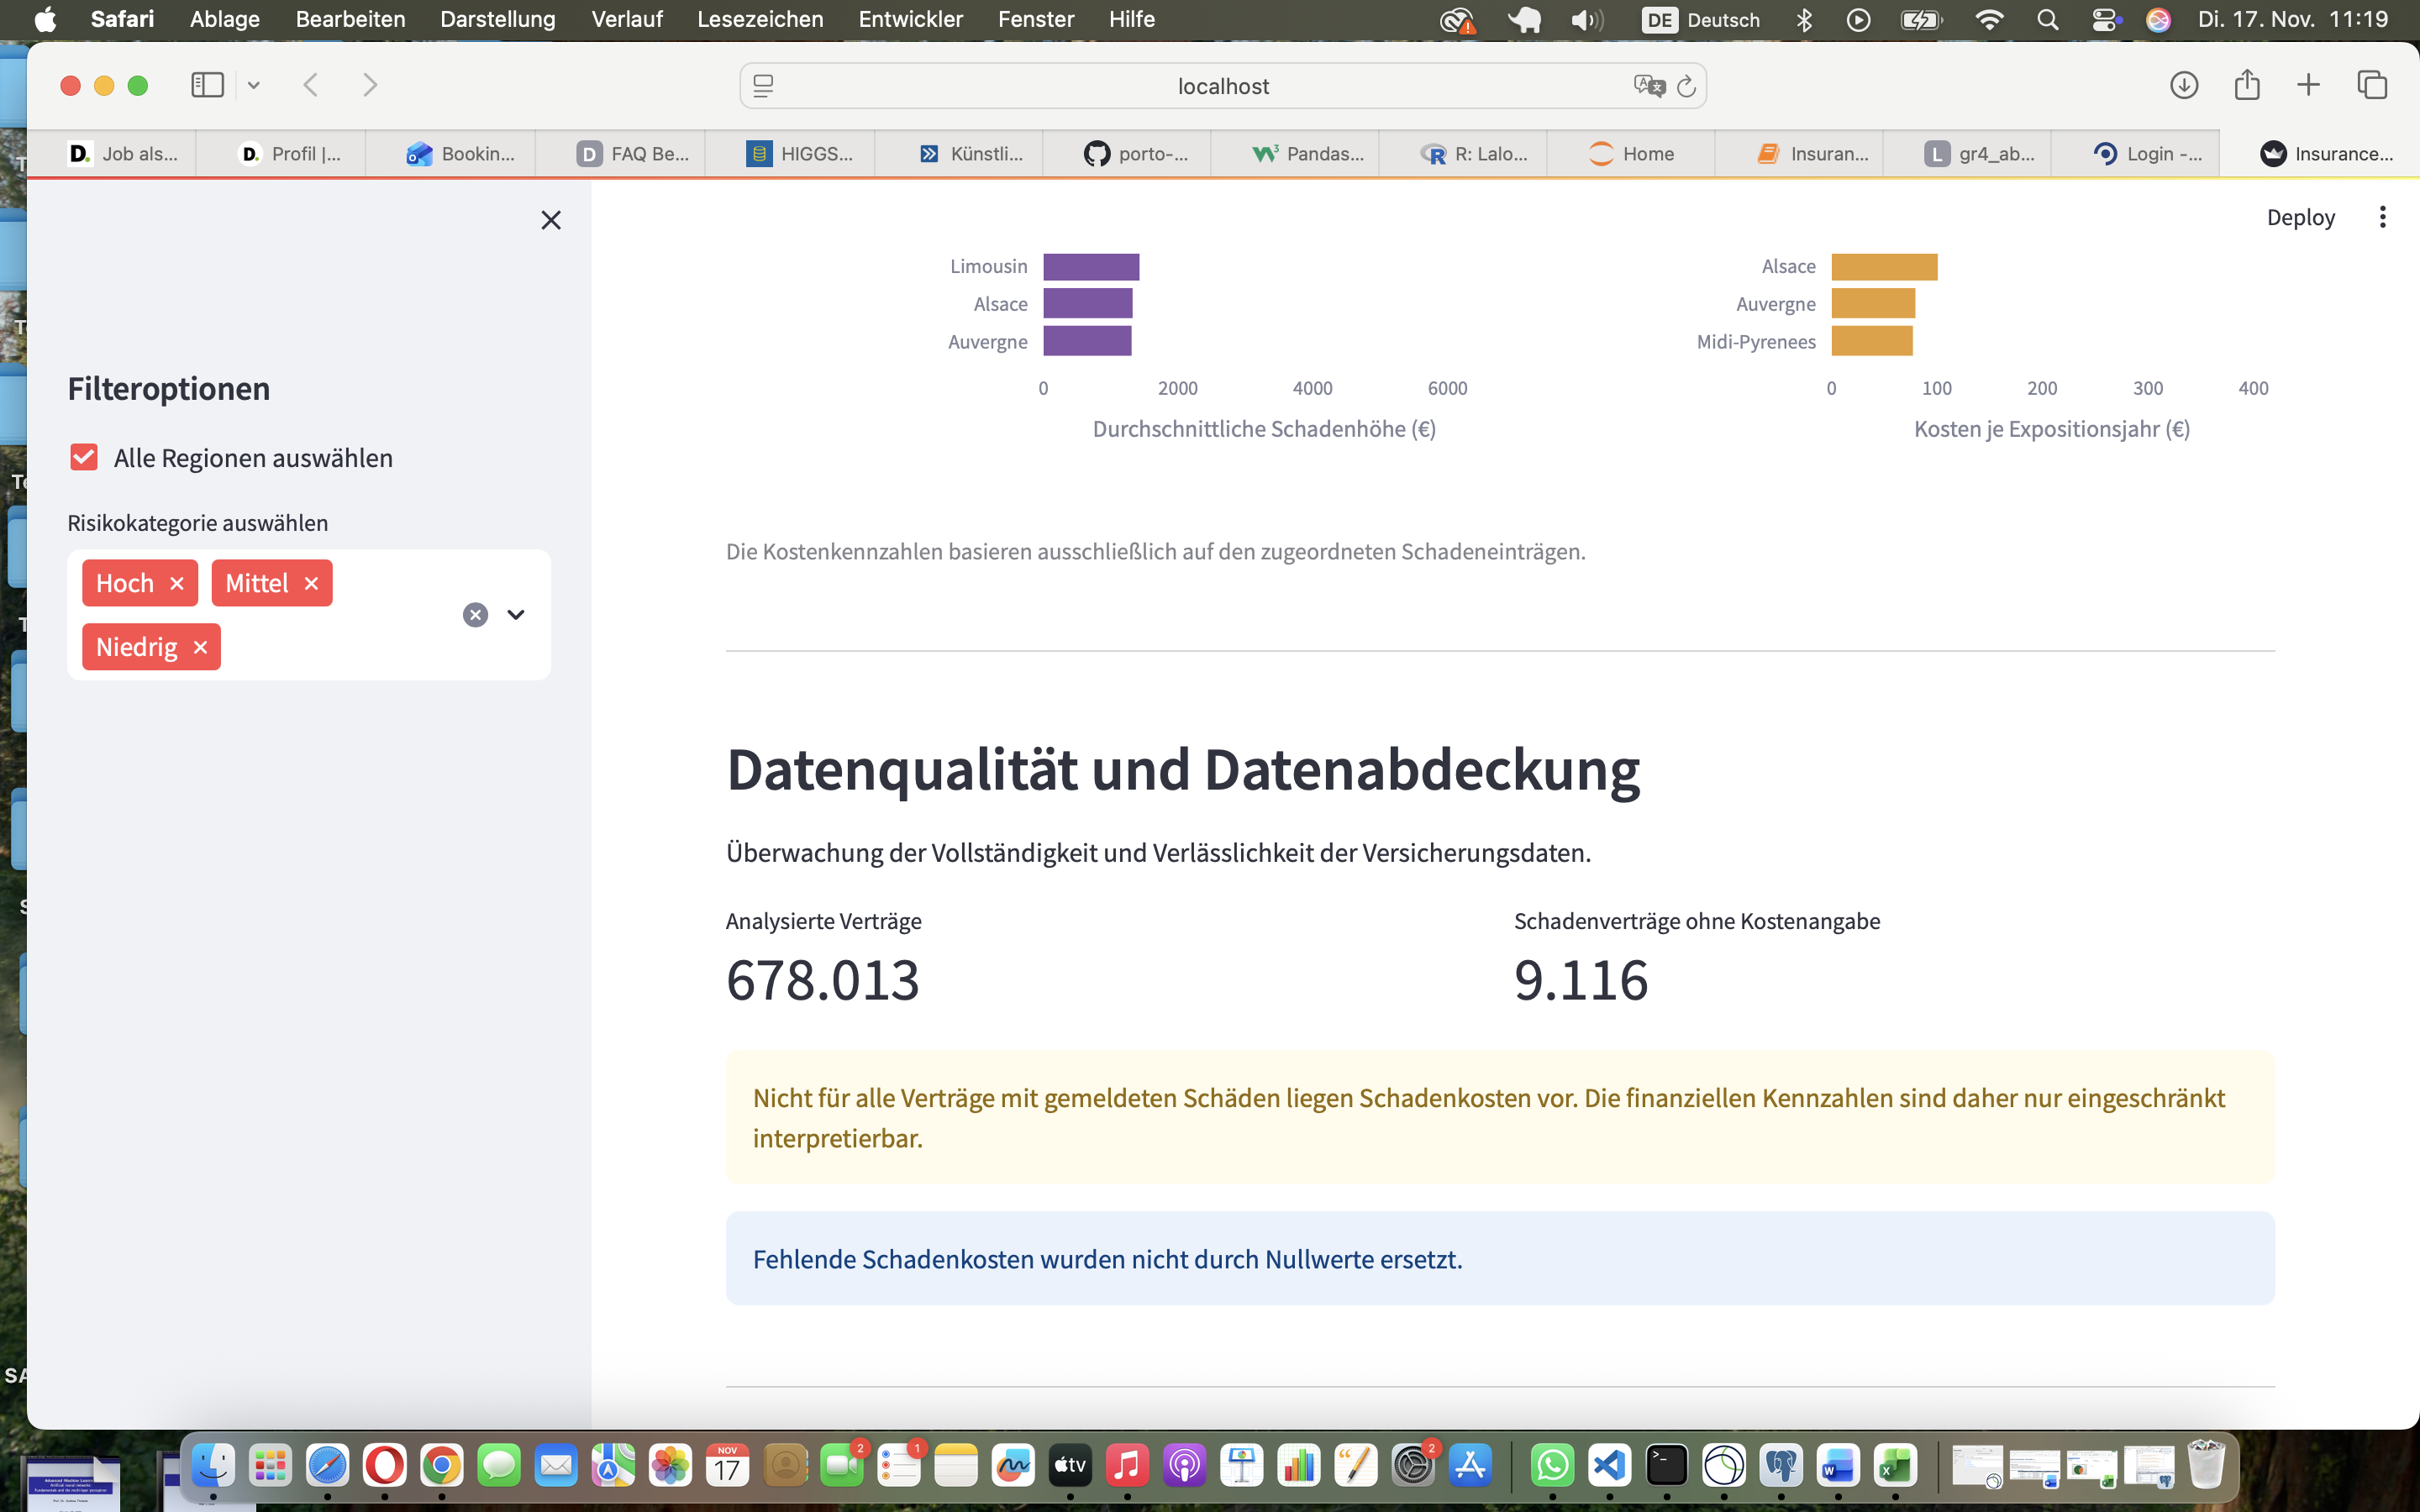 Safari Ablage Bearbeiten Darstellung Verlauf Lesezeichen Entwickler Fenster Hilfe DE Deutsch Di. 17. Nov. 11:19
localhost
D. Job als... D. Profil |... Bookin... D FAQ Be... HIGGS... Künstli... porto-... Pandas... R: Lalo... Home Insuran... L gr4_ab... Login -... Insurance...
Deploy
Filteroptionen
Alle Regionen auswählen
Risikokategorie auswählen
Hoch × Mittel ×
Niedrig ×
Limousin
Alsace
Auvergne
0 2000 4000 6000
Durchschnittliche Schadenhöhe (€)
Alsace
Auvergne
Midi-Pyrenees
0 100 200 300 400
Kosten je Expositionsjahr (€)
Die Kostenkennzahlen basieren ausschließlich auf den zugeordneten Schadeneinträgen.
Datenqualität und Datenabdeckung
Überwachung der Vollständigkeit und Verlässlichkeit der Versicherungsdaten.
Analysierte Verträge
678.013
Schadenverträge ohne Kostenangabe
9.116
Nicht für alle Verträge mit gemeldeten Schäden liegen Schadenkosten vor. Die finanziellen Kennzahlen sind daher nur eingeschränkt
interpretierbar.
Fehlende Schadenkosten wurden nicht durch Nullwerte ersetzt.
NOV
17
2
1
tv
2